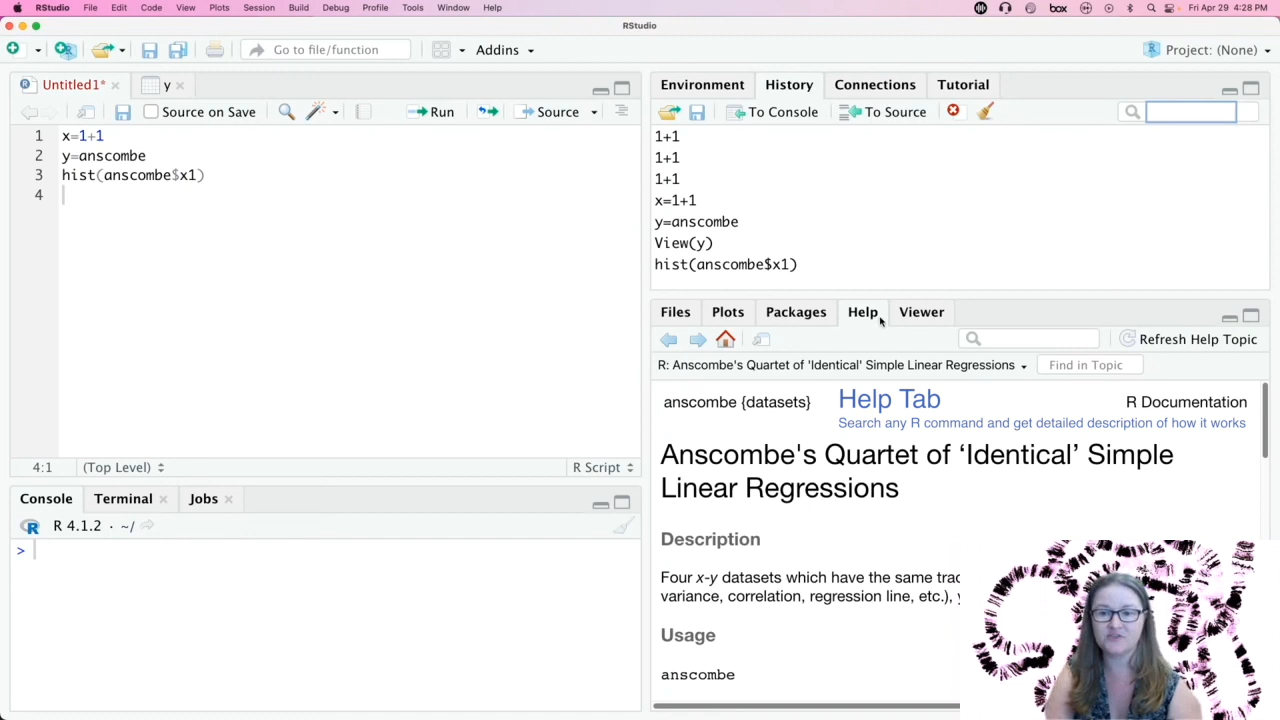 RStudio File Edit Code View Plots Session Build Debug Profile Tools Window Help box Fri Apr 29 4:28 PM
RStudio
Go to file/function Addins Project: (None)
Untitled1* y
Source on Save Run Source
1 x=1+1
2 y=anscombe
3 hist(anscombe$x1)
4
4:1 (Top Level) R Script
Console Terminal Jobs
R 4.1.2 · ~/
>
Environment History Connections Tutorial
To Console To Source
1+1
1+1
1+1
x=1+1
y=anscombe
View(y)
hist(anscombe$x1)
Files Plots Packages Help Viewer
Refresh Help Topic
R: Anscombe's Quartet of 'Identical' Simple Linear Regressions Find in Topic
anscombe {datasets} Help Tab R Documentation
Search any R command and get detailed description of how it works
Anscombe's Quartet of ‘Identical’ Simple
Linear Regressions
Description
Four x-y datasets which have the same trad
variance, correlation, regression line, etc.), y
Usage
anscombe